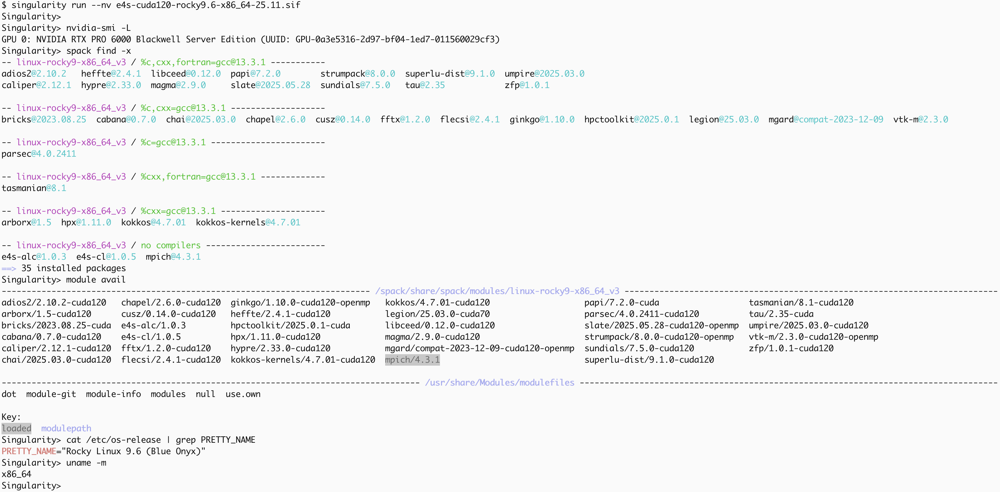 $ singularity run --nv e4s-cuda120-rocky9.6-x86_64-25.11.sif
Singularity>
Singularity> nvidia-smi -L
GPU 0: NVIDIA RTX PRO 6000 Blackwell Server Edition (UUID: GPU-0a3e5316-2d97-bf04-1ed7-011560029cf3)
Singularity> spack find -x
-- linux-rocky9-x86_64_v3 / %c,cxx,fortran=gcc@13.3.1 -----------
adios2@2.10.2   heffte@2.4.1  libceed@0.12.0  papi@7.2.0        strumpack@8.0.0  superlu-dist@9.1.0  umpire@2025.03.0
caliper@2.12.1  hypre@2.33.0  magma@2.9.0     slate@2025.05.28  sundials@7.5.0   tau@2.35            zfp@1.0.1
-- linux-rocky9-x86_64_v3 / %c,cxx=gcc@13.3.1 -------------------
bricks@2023.08.25  cabana@0.7.0  chai@2025.03.0  chapel@2.6.0  cusz@0.14.0  fftx@1.2.0  flecsi@2.4.1  ginkgo@1.10.0  hpctoolkit@2025.0.1  legion@25.03.0  mgard@compat-2023-12-09  vtk-m@2.3.0
-- linux-rocky9-x86_64_v3 / %c=gcc@13.3.1 -----------------------
parsec@4.0.2411
-- linux-rocky9-x86_64_v3 / %cxx,fortran=gcc@13.3.1 -------------
tasmanian@8.1
-- linux-rocky9-x86_64_v3 / %cxx=gcc@13.3.1 ---------------------
arborx@1.5  hpx@1.11.0  kokkos@4.7.01  kokkos-kernels@4.7.01
-- linux-rocky9-x86_64_v3 / no compilers ------------------------
e4s-alc@1.0.3  e4s-cl@1.0.5  mpich@4.3.1
==> 35 installed packages
Singularity> module avail
-------------------------------------------------------------------------- /spack/share/spack/modules/linux-rocky9-x86_64_v3 ---------------------------------------------------------------------------
adios2/2.10.2-cuda120   chapel/2.6.0-cuda120  ginkgo/1.10.0-cuda120-openmp   kokkos/4.7.01-cuda120                   papi/7.2.0-cuda                  tasmanian/8.1-cuda120
arborx/1.5-cuda120      cusz/0.14.0-cuda120   heffte/2.4.1-cuda120           legion/25.03.0-cuda70                   parsec/4.0.2411-cuda120          tau/2.35-cuda
bricks/2023.08.25-cuda  e4s-alc/1.0.3         hpctoolkit/2025.0.1-cuda       libceed/0.12.0-cuda120                  slate/2025.05.28-cuda120-openmp  umpire/2025.03.0-cuda120
cabana/0.7.0-cuda120    e4s-cl/1.0.5          hpx/1.11.0-cuda120             magma/2.9.0-cuda120                     strumpack/8.0.0-cuda120-openmp   vtk-m/2.3.0-cuda120-openmp
caliper/2.12.1-cuda120  fftx/1.2.0-cuda120    hypre/2.33.0-cuda120           mgard/compat-2023-12-09-cuda120-openmp  sundials/7.5.0-cuda120           zfp/1.0.1-cuda120
chai/2025.03.0-cuda120  flecsi/2.4.1-cuda120  kokkos-kernels/4.7.01-cuda120  mpich/4.3.1                             superlu-dist/9.1.0-cuda120
------------------------------------------------------------------------------------ /usr/share/Modules/modulefiles ------------------------------------------------------------------------------------
dot  module-git  module-info  modules  null  use.own
Key:
loaded  modulepath
Singularity> cat /etc/os-release | grep PRETTY_NAME
PRETTY_NAME="Rocky Linux 9.6 (Blue Onyx)"
Singularity> uname -m
x86_64
Singularity>